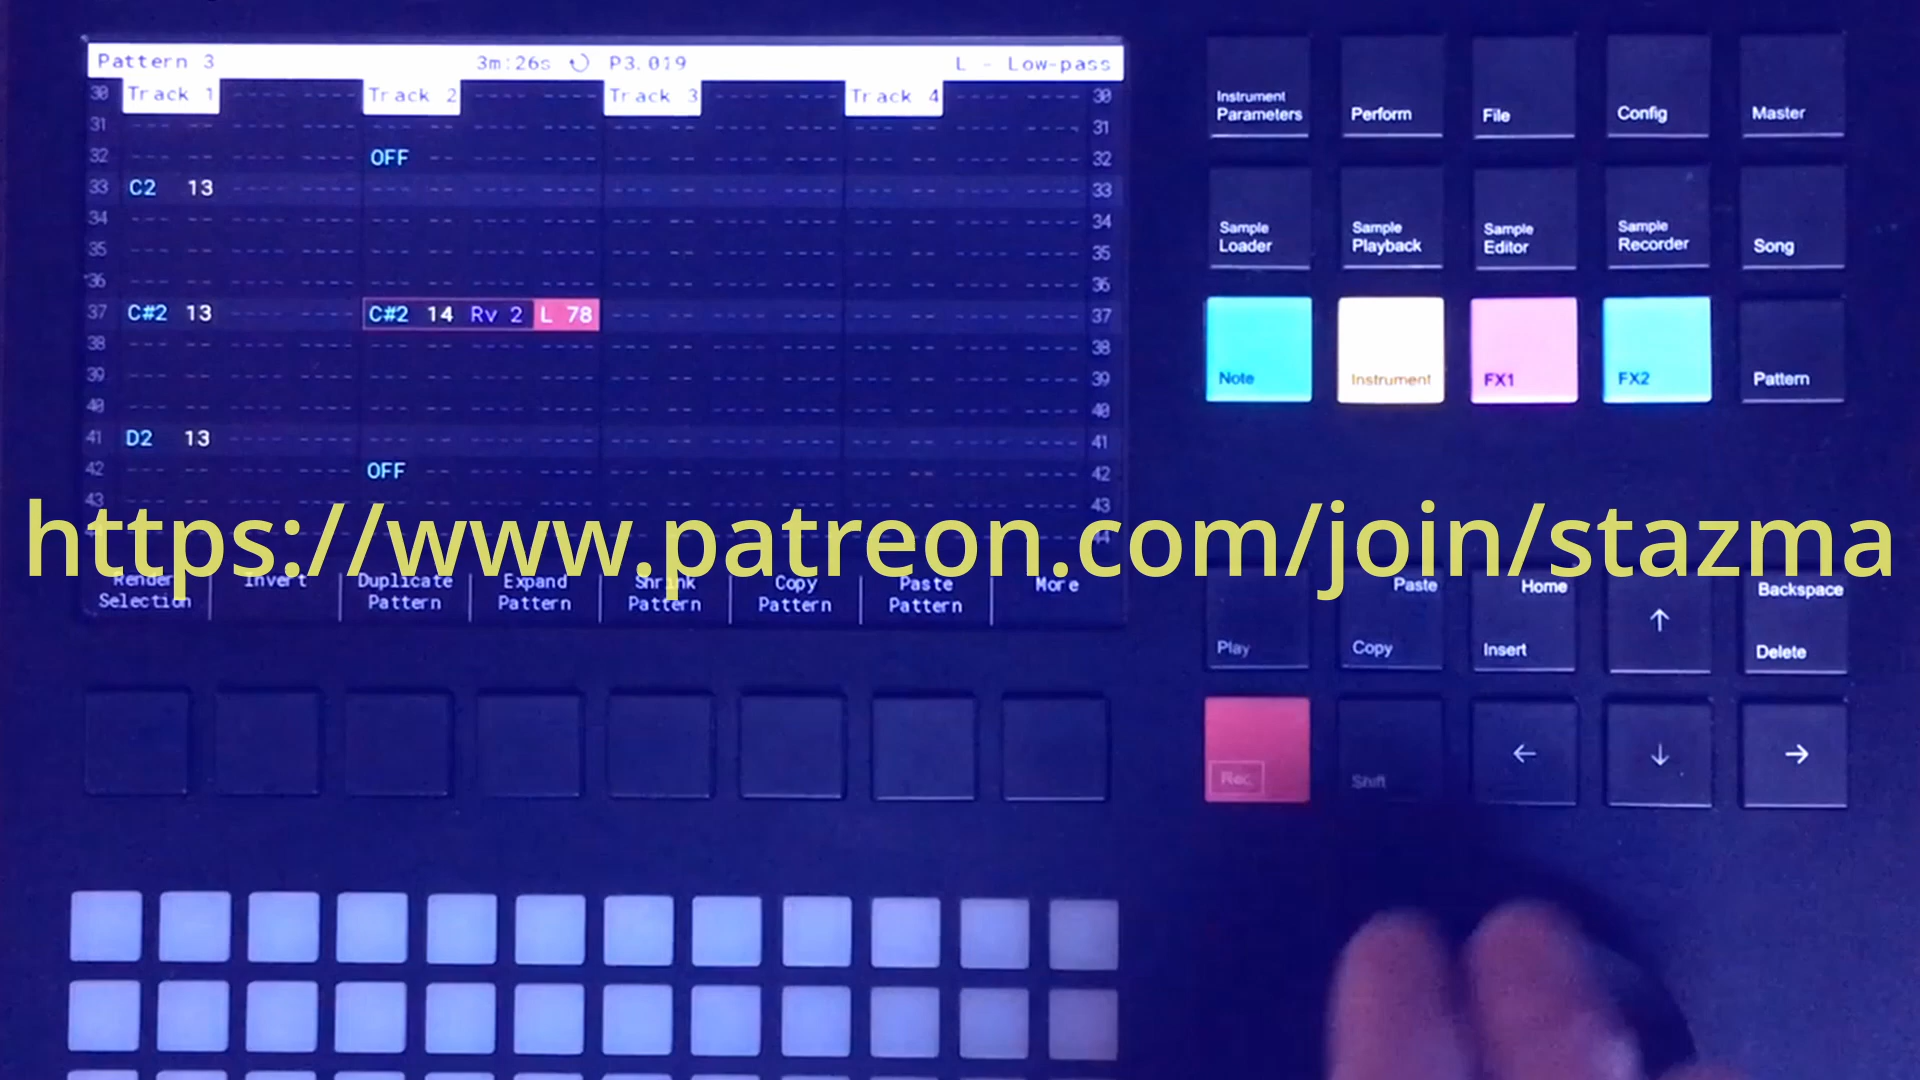 Pattern 3 3m:26s P3.019 L - Low-pass
30 Track 1 Track 2 Track 3 Track 4 30
31 31
32 OFF 32
33 C2 13 33
34 34
35 35
36 36
37 C#2 13 C#2 14 Rv 2 L 78 37
38 38
39 39
40 40
41 D2 13 41
42 OFF 42
43 43
https://www.patreon.com/join/stazma
Render Selection
Invert
Duplicate Pattern
Expand Pattern
Shrink Pattern
Copy Pattern
Paste Pattern
More
Instrument Parameters
Perform
File
Config
Master
Sample Loader
Sample Playback
Sample Editor
Sample Recorder
Song
Note
Instrument
FX1
FX2
Pattern
Play
Paste
Copy
Home
Insert
↑
Backspace
Delete
Rec
Shift
←
↓
→